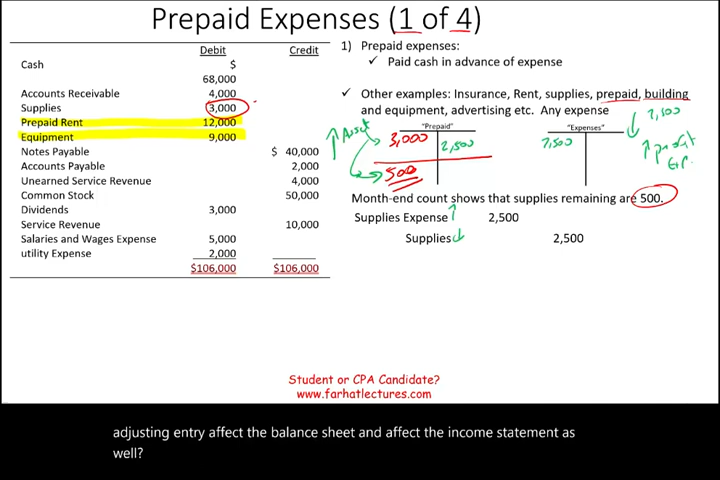 Prepaid Expenses (1 of 4)
Debit Credit
Cash $
68,000
Accounts Receivable 4,000
Supplies 3,000
Prepaid Rent 12,000
Equipment 9,000
Notes Payable $ 40,000
Accounts Payable 2,000
Unearned Service Revenue 4,000
Common Stock 50,000
Dividends 3,000
Service Revenue 10,000
Salaries and Wages Expense 5,000
utility Expense 2,000
$106,000 $106,000
1) Prepaid expenses:
✓ Paid cash in advance of expense
✓ Other examples: Insurance, Rent, supplies, prepaid, building
and equipment, advertising etc. Any expense
2,500
↑ Asset
"Prepaid" "Expenses"
3,000 2,500 2,500
500
↑
Exp.
Month-end count shows that supplies remaining are 500.
Supplies Expense ↑ 2,500
Supplies ↓ 2,500
Student or CPA Candidate?
www.farhatlectures.com
adjusting entry affect the balance sheet and affect the income statement as
well?